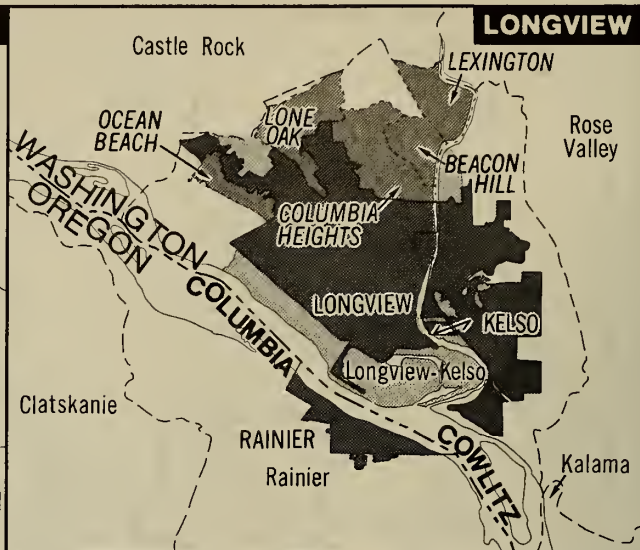 LONGVIEW
Castle Rock
LEXINGTON
OCEAN
BEACH
LONE
OAK
Rose
Valley
BEACON
HILL
WASHINGTON
OREGON
COLUMBIA
HEIGHTS
COLUMBIA
LONGVIEW
KELSO
Longview-Kelso
Clatskanie
RAINIER
Rainier
COWLITZ
Kalama